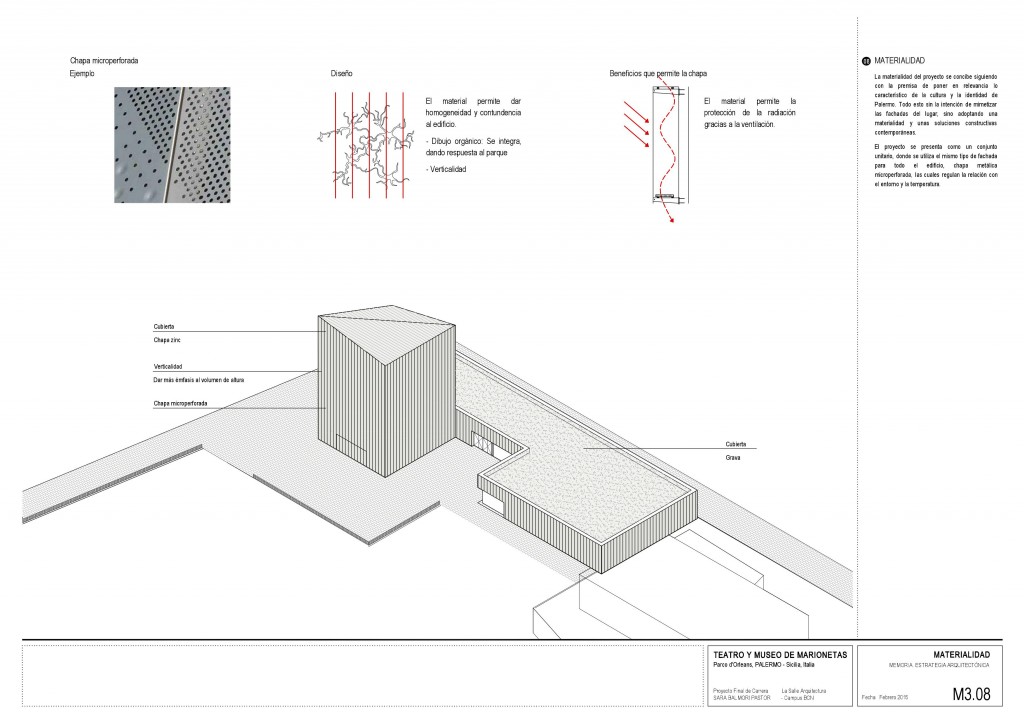 Chapa microperforada
Ejemplo
Diseño
El material permite dar
homogeneidad y contundencia
al edificio.
- Dibujo orgánico. Se integra,
dando respuesta al parque
- Verticalidad
Beneficios que permite la chapa
El material permite la
protección de la radiación
gracias a la ventilación.
08 MATERIALIDAD
La materialidad del proyecto se concibe siguiendo
con la premisa de poner en relevancia lo
característico de la cultura y la identidad de
Palermo. Todo esto sin la intención de mimetizar
las fachadas del lugar, sino adoptando una
materielidad y unas soluciones constructivas
contemporáneas.
El proyecto se presenta como un conjunto
unitario, donde se utiliza el mismo tipo de fachada
para todo el edificio, chapa metálica
microperforada, las cuales regulan la relación con
el entorno y la temperatura.
Cubierta
Chapa zinc
Verticalidad
Dar más émfasis al volumen de altura
Chapa microperforada
Cubierta
Grava
TEATRO Y MUSEO DE MARIONETAS
Parco d'Orleans, PALERMO - Sicilia, Italia
Proyecto Final de Carrera La Salle Arquitectura
SARA BALMORI PASTOR - Campus BCN
MATERIALIDAD
MEMORIA ESTRATEGIA ARQUITECTÓNICA
Fecha Febrero 2015
M3.08